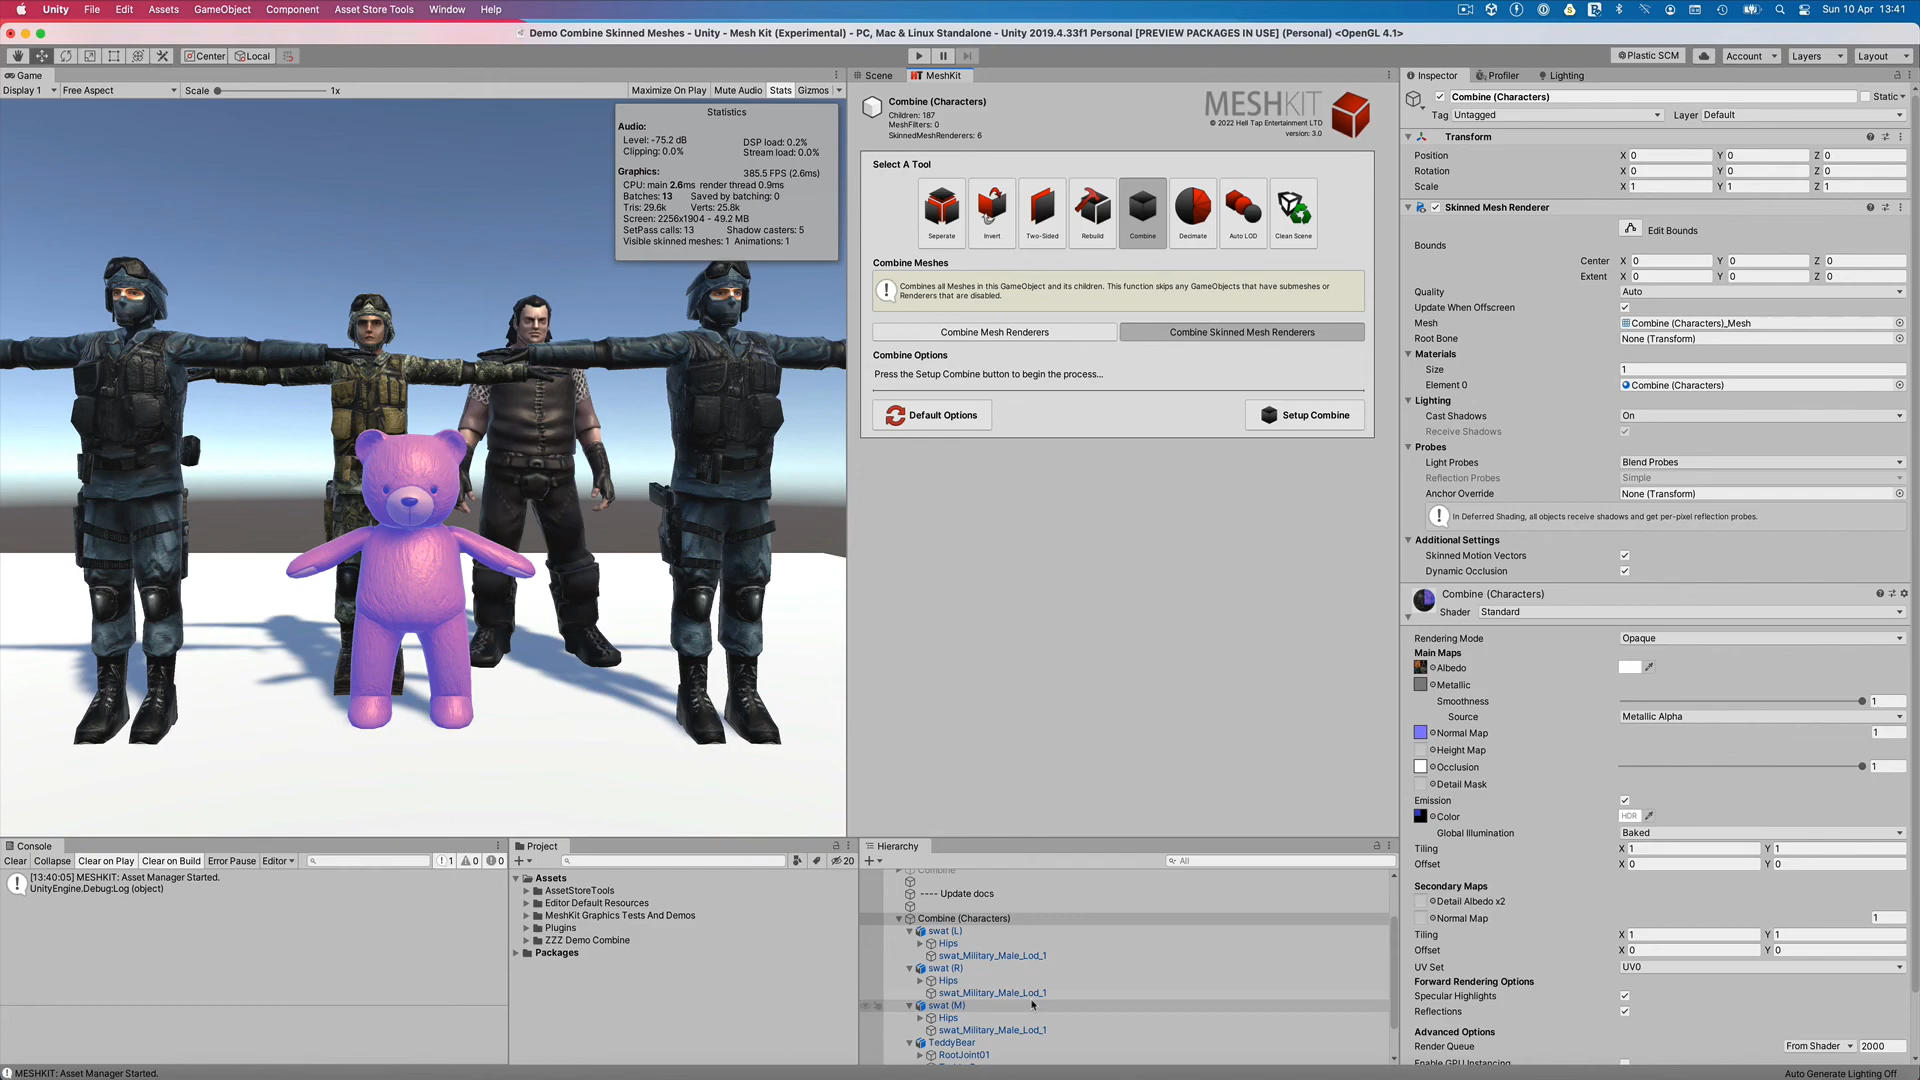 Unity File Edit Assets GameObject Component Asset Store Tools Window Help
Sun 10 Apr 13:41
Demo Combine Skinned Meshes - Unity - Mesh Kit (Experimental) - PC, Mac & Linux Standalone - Unity 2019.4.33f1 Personal [PREVIEW PACKAGES IN USE] (Personal) <OpenGL 4.1>
Center Local
Plastic SCM Account Layers Layout
Game
Display 1 Free Aspect Scale 1x Maximize On Play Mute Audio Stats Gizmos
Statistics
Audio:
Level: -75.2 dB DSP load: 0.2%
Clipping: 0.0% Stream load: 0.0%
Graphics: 385.5 FPS (2.6ms)
CPU: main 2.6ms render thread 0.9ms
Batches: 13 Saved by batching: 0
Tris: 29.6k Verts: 25.8k
Screen: 2256x1904 - 49.2 MB
SetPass calls: 13 Shadow casters: 5
Visible skinned meshes: 1 Animations: 1
Scene MeshKit
Combine (Characters)
Children: 187
MeshFilters: 0
SkinnedMeshRenderers: 6
MESHKIT
© 2022 Hell Tap Entertainment LTD
version: 3.0
Select A Tool
Seperate Invert Two-Sided Rebuild Combine Decimate Auto LOD Clean Scene
Combine Meshes
Combines all Meshes in this GameObject and its children. This function skips any GameObjects that have submeshes or
Renderers that are disabled.
Combine Mesh Renderers Combine Skinned Mesh Renderers
Combine Options
Press the Setup Combine button to begin the process...
Default Options Setup Combine
Inspector Profiler Lighting
Combine (Characters) Static
Tag Untagged Layer Default
Transform
Position X 0 Y 0 Z 0
Rotation X 0 Y 0 Z 0
Scale X 1 Y 1 Z 1
Skinned Mesh Renderer
Edit Bounds
Bounds
Center X 0 Y 0 Z 0
Extent X 0 Y 0 Z 0
Quality Auto
Update When Offscreen
Mesh Combine (Characters)_Mesh
Root Bone None (Transform)
Materials
Size 1
Element 0 Combine (Characters)
Lighting
Cast Shadows On
Receive Shadows
Probes
Light Probes Blend Probes
Reflection Probes Simple
Anchor Override None (Transform)
In Deferred Shading, all objects receive shadows and get per-pixel reflection probes.
Additional Settings
Skinned Motion Vectors
Dynamic Occlusion
Combine (Characters)
Shader Standard
Rendering Mode Opaque
Main Maps
Albedo
Metallic
Smoothness 1
Source Metallic Alpha
Normal Map 1
Height Map
Occlusion 1
Detail Mask
Emission
Color HDR
Global Illumination Baked
Tiling X 1 Y 1
Offset X 0 Y 0
Secondary Maps
Detail Albedo x2
Normal Map 1
Tiling X 1 Y 1
Offset X 0 Y 0
UV Set UV0
Forward Rendering Options
Specular Highlights
Reflections
Advanced Options
Render Queue From Shader 2000
Enable GPU Instancing
Console
Clear Collapse Clear on Play Clear on Build Error Pause Editor 1 0 0
[13:40:05] MESHKIT: Asset Manager Started.
UnityEngine.Debug:Log (object)
Project
20
Assets
AssetStoreTools
Editor Default Resources
MeshKit Graphics Tests And Demos
Plugins
ZZZ Demo Combine
Packages
Hierarchy
All
Combine
---- Update docs
Combine (Characters)
swat (L)
Hips
swat_Military_Male_Lod_1
swat (R)
Hips
swat_Military_Male_Lod_1
swat (M)
Hips
swat_Military_Male_Lod_1
TeddyBear
RootJoint01
MESHKIT: Asset Manager Started.
Auto Generate Lighting Off